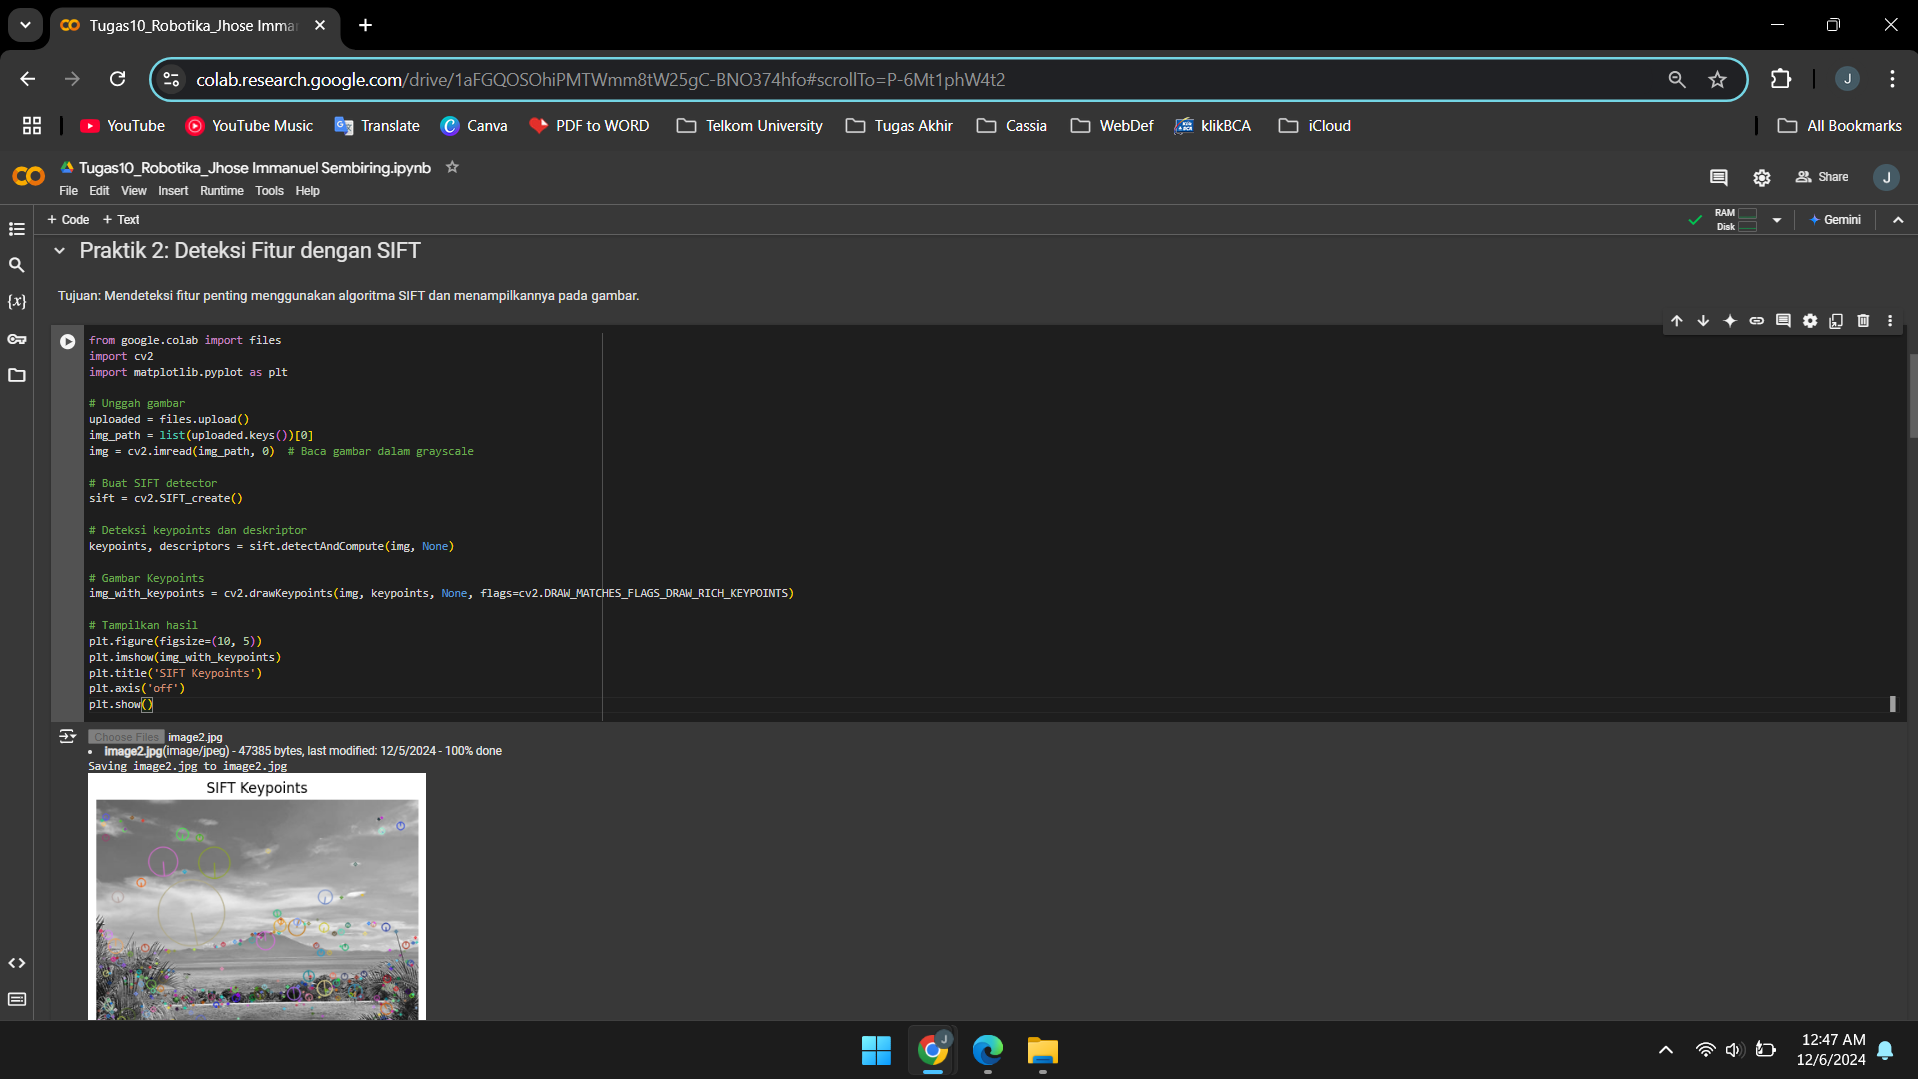 Tugas10_Robotika_Jhose Imma
colab.research.google.com/drive/1aFGQOSOhiPMTWmm8tW25gC-BNO374hfo#scrollTo=P-6Mt1phW4t2
J
YouTube
YouTube Music
Translate
Canva
PDF to WORD
Telkom University
Tugas Akhir
Cassia
WebDef
klikBCA
iCloud
All Bookmarks
Tugas10_Robotika_Jhose Immanuel Sembiring.ipynb
File Edit View Insert Runtime Tools Help
Share
J
+ Code + Text
RAM
Disk
Gemini
Praktik 2: Deteksi Fitur dengan SIFT
Tujuan: Mendeteksi fitur penting menggunakan algoritma SIFT dan menampilkannya pada gambar.
from google.colab import files
import cv2
import matplotlib.pyplot as plt
# Unggah gambar
uploaded = files.upload()
img_path = list(uploaded.keys())[0]
img = cv2.imread(img_path, 0)  # Baca gambar dalam grayscale
# Buat SIFT detector
sift = cv2.SIFT_create()
# Deteksi keypoints dan deskriptor
keypoints, descriptors = sift.detectAndCompute(img, None)
# Gambar Keypoints
img_with_keypoints = cv2.drawKeypoints(img, keypoints, None, flags=cv2.DRAW_MATCHES_FLAGS_DRAW_RICH_KEYPOINTS)
# Tampilkan hasil
plt.figure(figsize=(10, 5))
plt.imshow(img_with_keypoints)
plt.title('SIFT Keypoints')
plt.axis('off')
plt.show()
Choose Files image2.jpg
• image2.jpg(image/jpeg) - 47385 bytes, last modified: 12/5/2024 - 100% done
Saving image2.jpg to image2.jpg
SIFT Keypoints
J
12:47 AM
12/6/2024